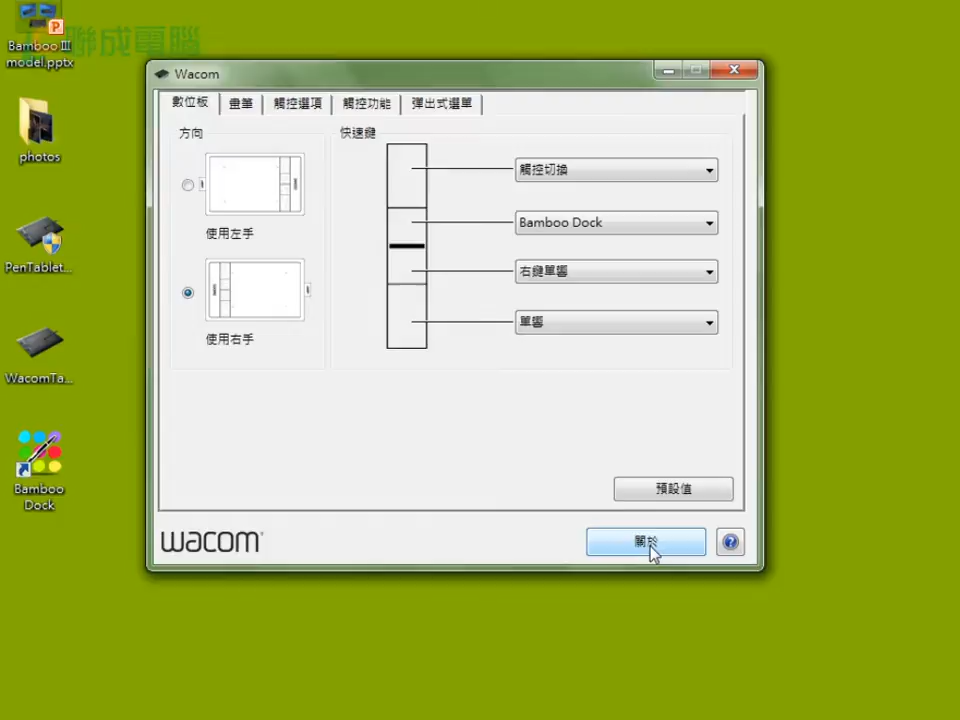 聯成電腦
Bamboo III
model.pptx
photos
PenTablet...
WacomTa...
Bamboo
Dock
Wacom
數位板
畫筆
觸控選項
觸控功能
彈出式選單
方向
使用左手
使用右手
快速鍵
觸控切換
Bamboo Dock
右鍵單響
單響
預設值
wacom
關於